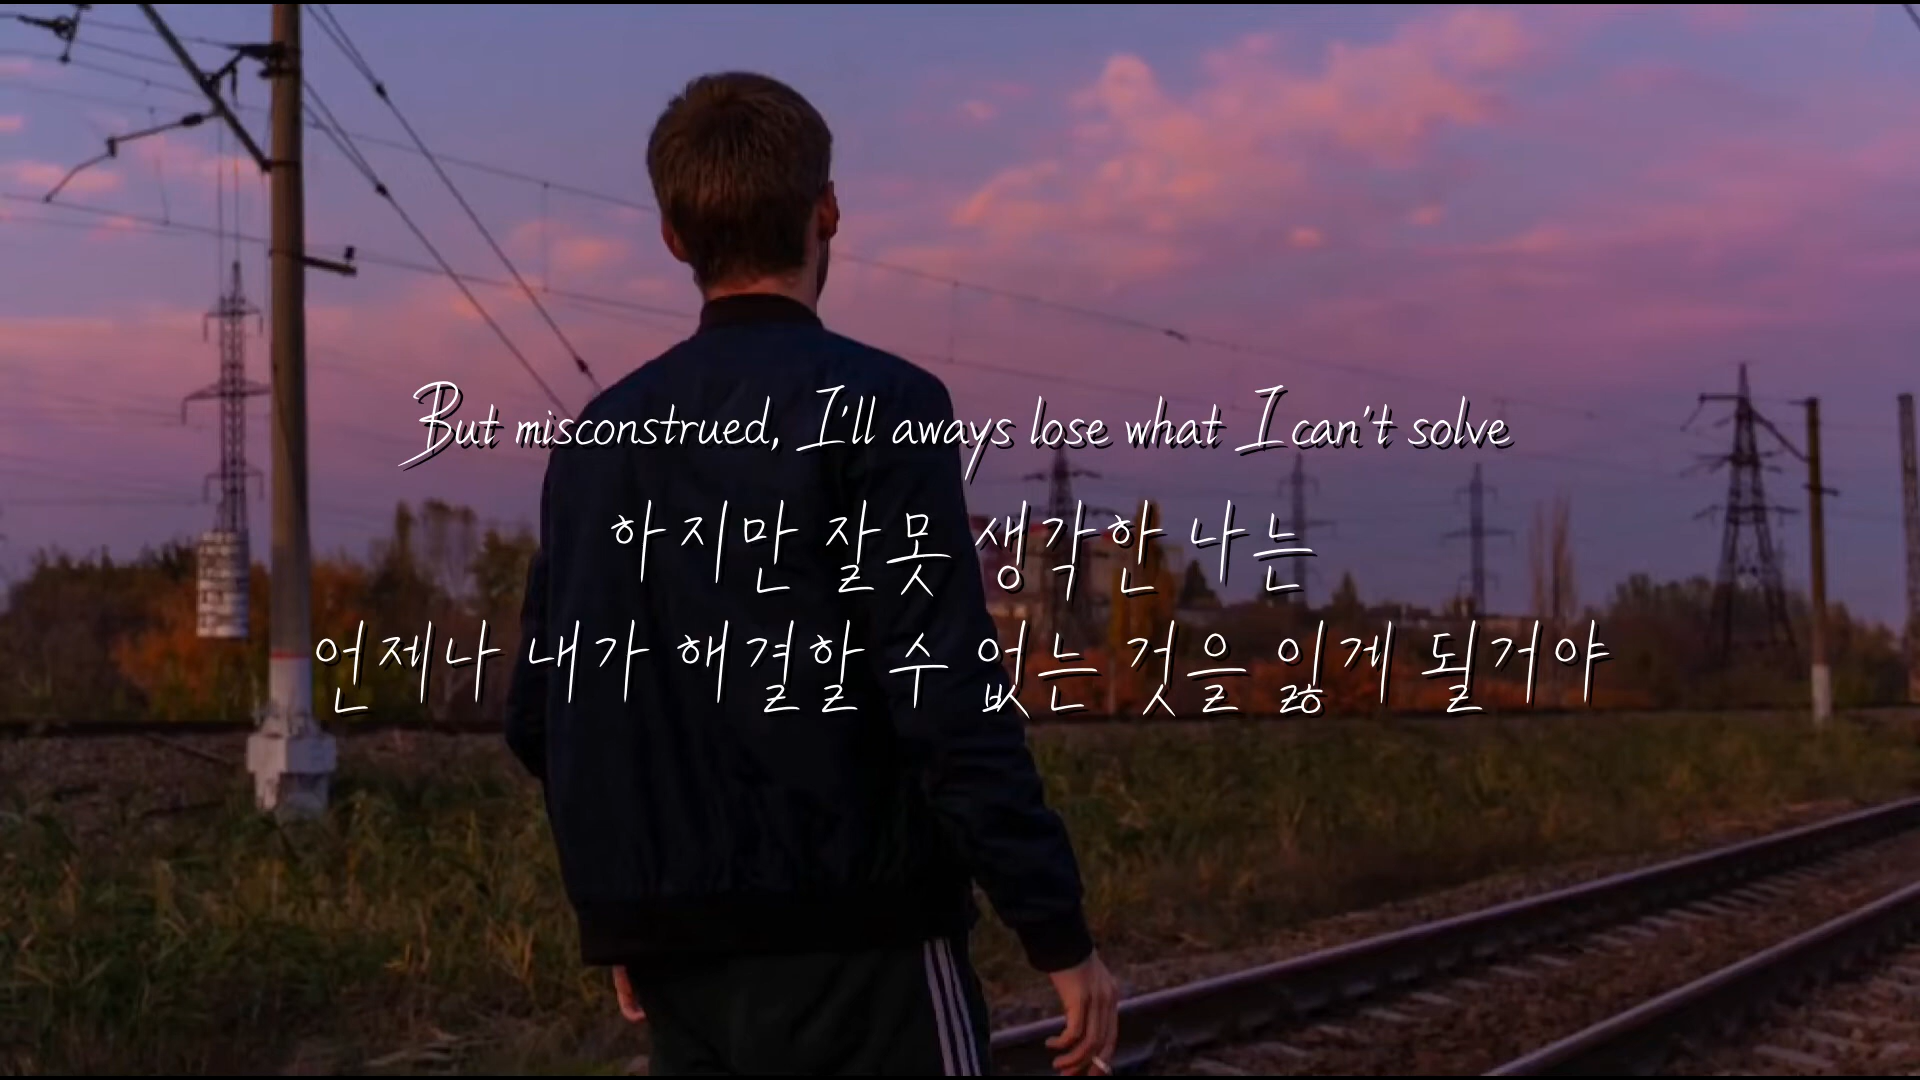 But misconstrued, I'll aways lose what I can't solve
하지만 잘못 생각한 나는
언제나 내가 해결할 수 없는 것을 잃게 될거야